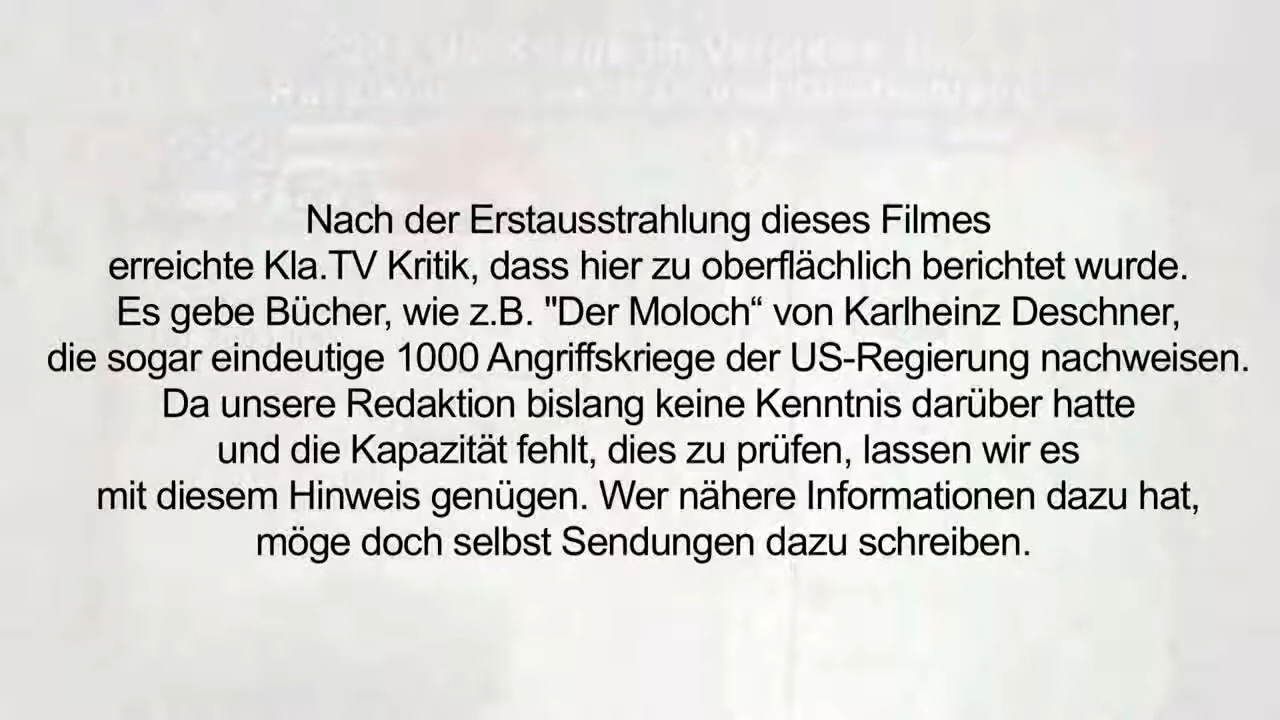 Nach der Erstausstrahlung dieses Filmes
erreichte Kla.TV Kritik, dass hier zu oberflächlich berichtet wurde.
Es gebe Bücher, wie z.B. "Der Moloch“ von Karlheinz Deschner,
die sogar eindeutige 1000 Angriffskriege der US-Regierung nachweisen.
Da unsere Redaktion bislang keine Kenntnis darüber hatte
und die Kapazität fehlt, dies zu prüfen, lassen wir es
mit diesem Hinweis genügen. Wer nähere Informationen dazu hat,
möge doch selbst Sendungen dazu schreiben.